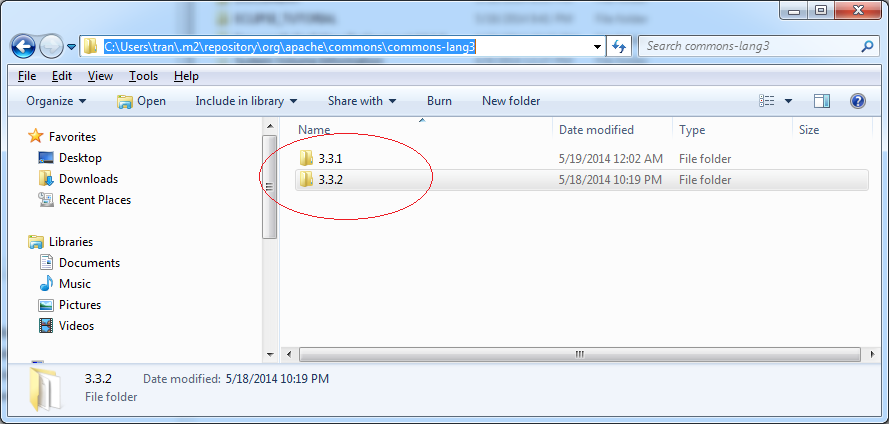 C:\Users\tran\.m2\repository\org\apache\commons\commons-lang3
Search commons-lang3
File Edit View Tools Help
Organize Open Include in library Share with Burn New folder
Name Date modified Type Size
3.3.1 5/19/2014 12:02 AM File folder
3.3.2 5/18/2014 10:19 PM File folder
Favorites
Desktop
Downloads
Recent Places
Libraries
Documents
Music
Pictures
Videos
3.3.2 Date modified: 5/18/2014 10:19 PM
File folder